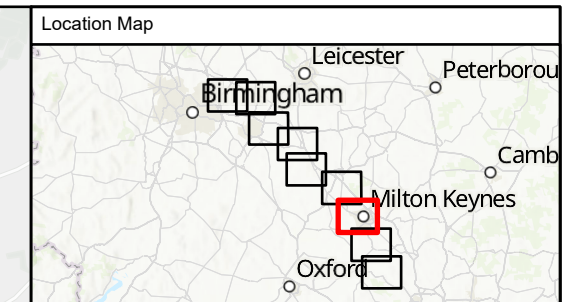 Location Map
Leicester
Peterborou
Birmingham
Camb
Milton Keynes
Oxford